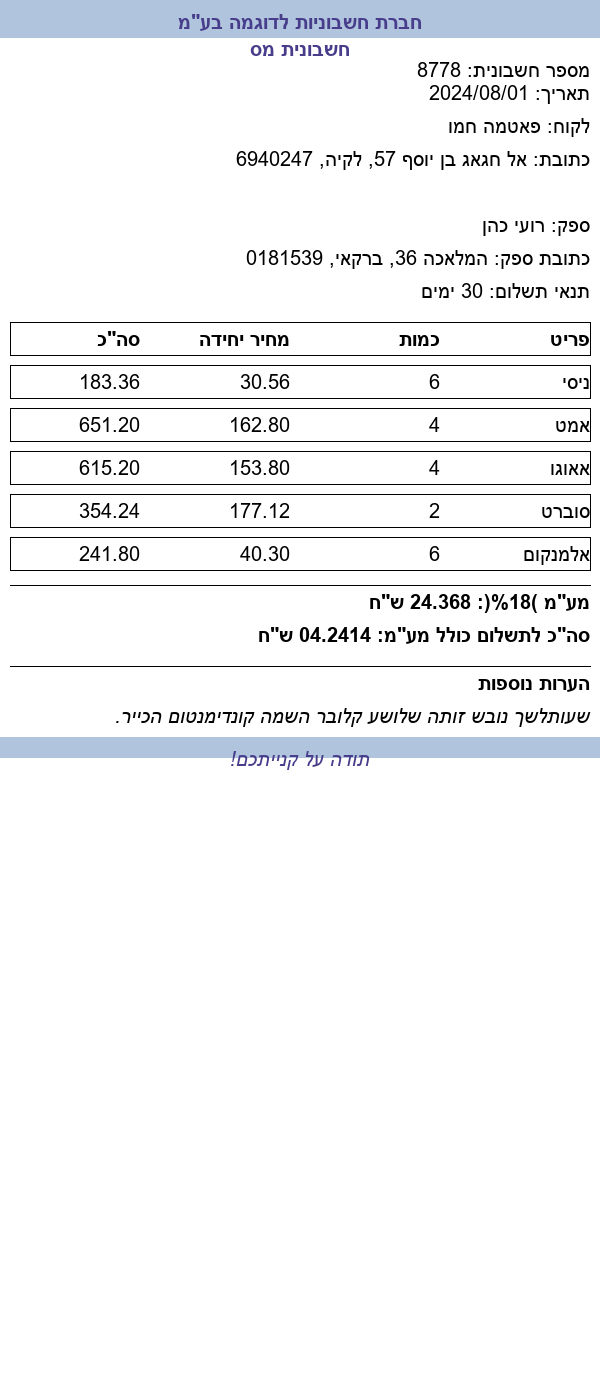 חברת חשבוניות לדוגמה בע"מ
חשבונית מס
מספר חשבונית: 8778
תאריך: 2024/08/01
לקוח: פאטמה חמו
כתובת: אל חגאג בן יוסף 57, לקיה, 6940247
ספק: רועי כהן
כתובת ספק: המלאכה 36, ברקאי, 0181539
תנאי תשלום: 30 ימים
פריט כמות מחיר יחידה סה"כ
ניסי 6 30.56 183.36
אמט 4 162.80 651.20
אאוגו 4 153.80 615.20
סוברט 2 177.12 354.24
אלמנקום 6 40.30 241.80
מע"מ )18%(: 24.368 ש"ח
סה"כ לתשלום כולל מע"מ: 04.2414 ש"ח
הערות נוספות
שעותלשך נובש זותה שלושע קלובר השמה קונדימנטום הכייר.
תודה על קנייתכם!